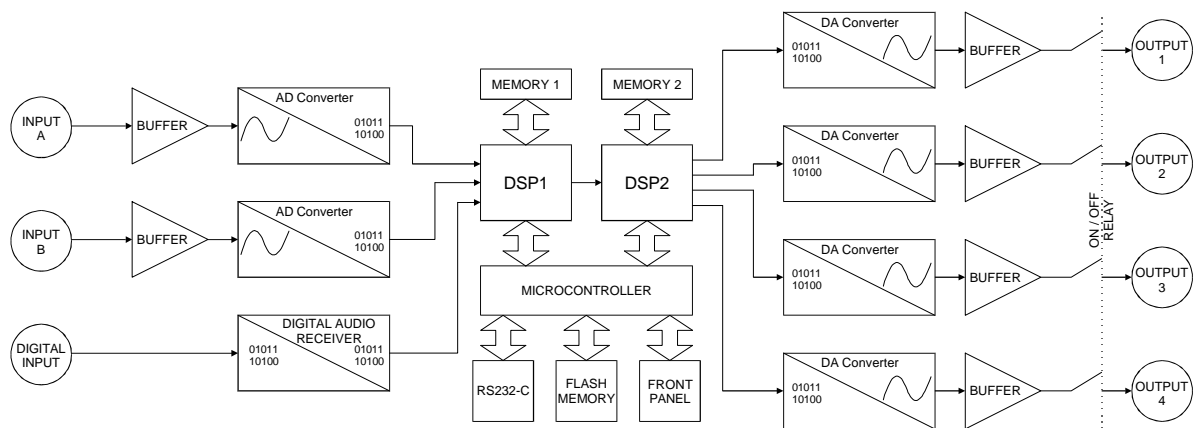 INPUT
A
BUFFER
AD Converter
01011
10100
INPUT
B
BUFFER
AD Converter
01011
10100
DIGITAL
INPUT
DIGITAL AUDIO
RECEIVER
01011
10100
01011
10100
MEMORY 1
MEMORY 2
DSP1
DSP2
MICROCONTROLLER
RS232-C
FLASH
MEMORY
FRONT
PANEL
DA Converter
01011
10100
BUFFER
OUTPUT
1
DA Converter
01011
10100
BUFFER
OUTPUT
2
DA Converter
01011
10100
BUFFER
OUTPUT
3
DA Converter
01011
10100
BUFFER
OUTPUT
4
ON / OFF
RELAY